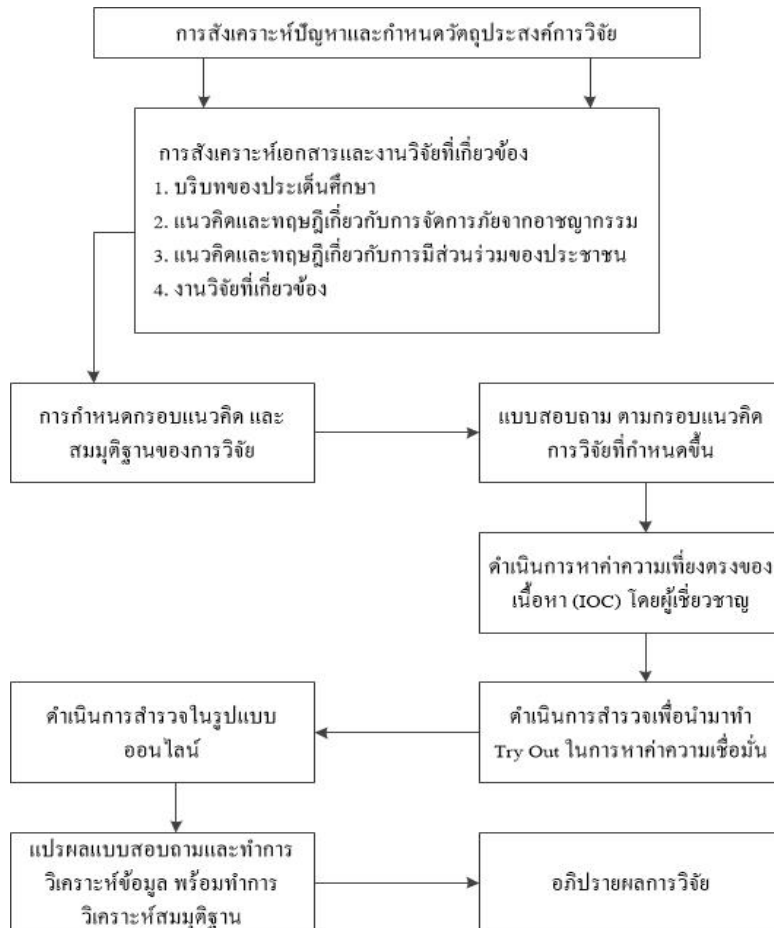 การสังเคราะห์ปัญหาและกำหนดวัตถุประสงค์การวิจัย
การสังเคราะห์เอกสารและงานวิจัยที่เกี่ยวข้อง
1. บริบทของประเด็นศึกษา
2. แนวคิดและทฤษฎีเกี่ยวกับการจัดการภัยจากอาชญากรรม
3. แนวคิดและทฤษฎีเกี่ยวกับการมีส่วนร่วมของประชาชน
4. งานวิจัยที่เกี่ยวข้อง
การกำหนดกรอบแนวคิด และ
สมมุติฐานของการวิจัย
แบบสอบถาม ตามกรอบแนวคิด
การวิจัยที่กำหนดขึ้น
ดำเนินการหาค่าความเที่ยงตรงของ
เนื้อหา (IOC) โดยผู้เชี่ยวชาญ
ดำเนินการสำรวจเพื่อนำมาทำ
Try Out ในการหาค่าความเชื่อมั่น
ดำเนินการสำรวจในรูปแบบ
ออนไลน์
แปรผลแบบสอบถามและทำการ
วิเคราะห์ข้อมูล พร้อมทำการ
วิเคราะห์สมมุติฐาน
อภิปรายผลการวิจัย